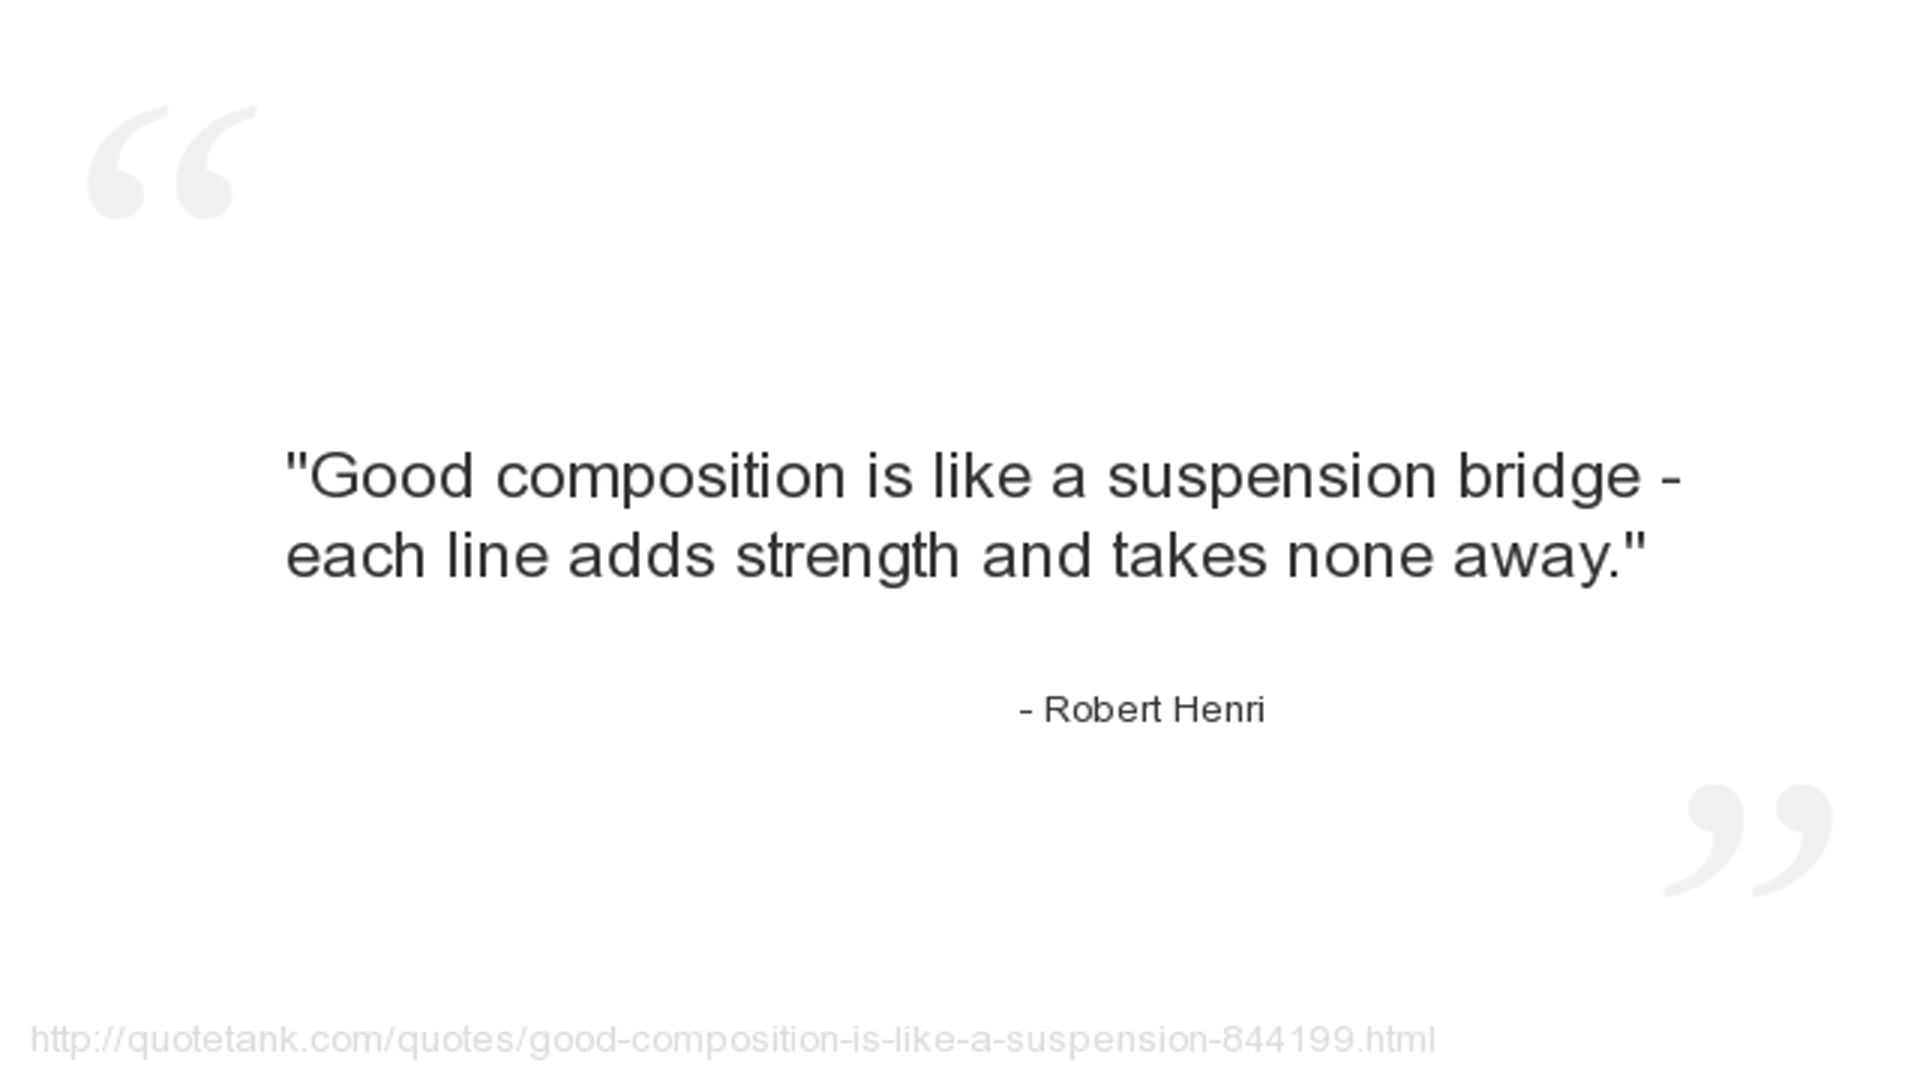 "Good composition is like a suspension bridge -
each line adds strength and takes none away."
- Robert Henri
http://quotetank.com/quotes/good-composition-is-like-a-suspension-844199.html